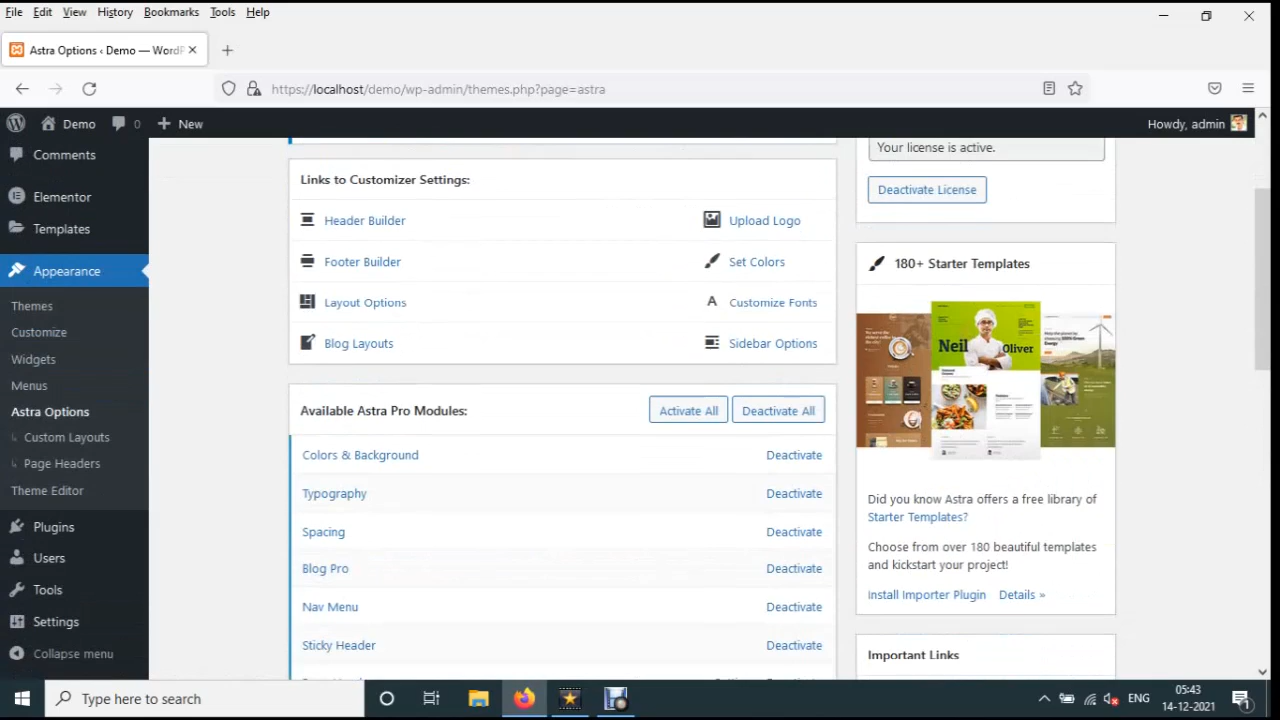 File Edit View History Bookmarks Tools Help
Astra Options ‹ Demo — WordP
https://localhost/demo/wp-admin/themes.php?page=astra
Demo 0 New Howdy, admin
Comments
Elementor
Templates
Appearance
Themes
Customize
Widgets
Menus
Astra Options
Custom Layouts
Page Headers
Theme Editor
Plugins
Users
Tools
Settings
Collapse menu
Links to Customizer Settings:
Header Builder Upload Logo
Footer Builder Set Colors
Layout Options Customize Fonts
Blog Layouts Sidebar Options
Available Astra Pro Modules: Activate All Deactivate All
Colors & Background Deactivate
Typography Deactivate
Spacing Deactivate
Blog Pro Deactivate
Nav Menu Deactivate
Sticky Header Deactivate
Your license is active.
Deactivate License
180+ Starter Templates
Neil Oliver
Did you know Astra offers a free library of
Starter Templates?
Choose from over 180 beautiful templates
and kickstart your project!
Install Importer Plugin Details »
Important Links
Type here to search
ENG
05:43
14-12-2021
1